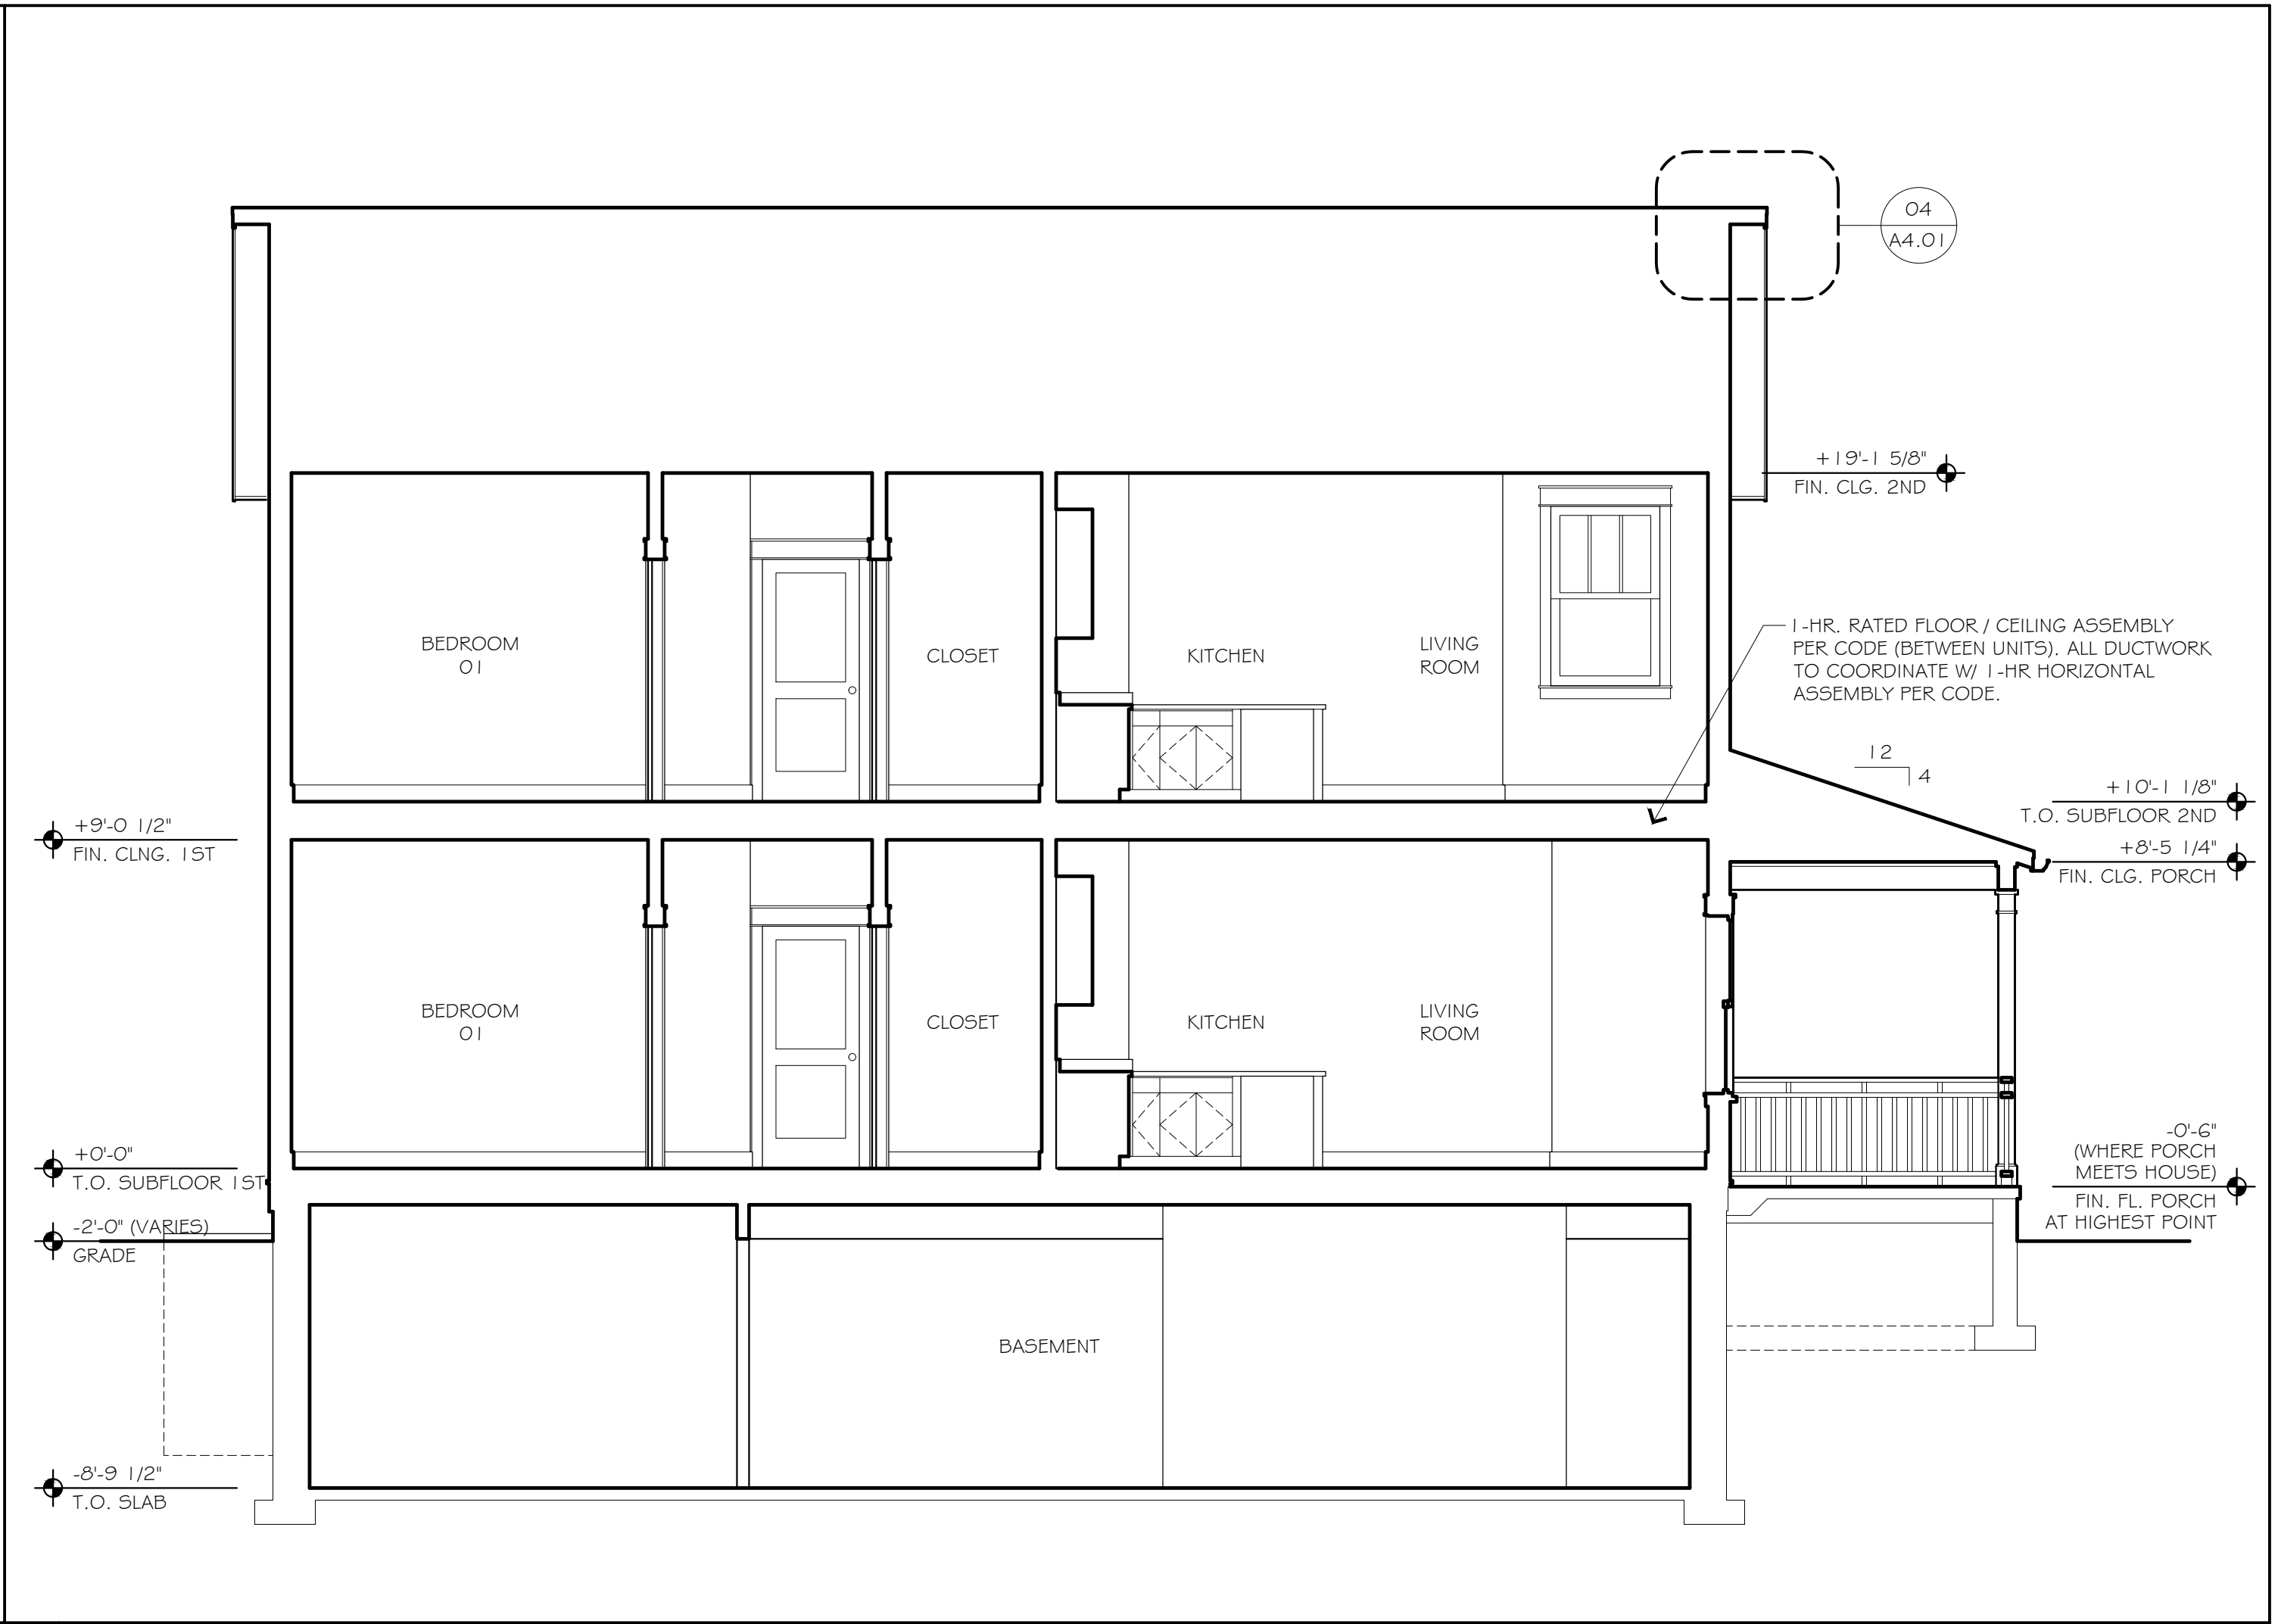 04
A4.01
+19'-1 5/8"
FIN. CLG. 2ND
1-HR. RATED FLOOR / CEILING ASSEMBLY
PER CODE (BETWEEN UNITS). ALL DUCTWORK
TO COORDINATE W/ 1-HR HORIZONTAL
ASSEMBLY PER CODE.
BEDROOM
01
CLOSET
KITCHEN
LIVING
ROOM
12
4
+10'-1 1/8"
T.O. SUBFLOOR 2ND
+9'-0 1/2"
FIN. CLNG. 1ST
+8'-5 1/4"
FIN. CLG. PORCH
BEDROOM
01
CLOSET
KITCHEN
LIVING
ROOM
+0'-0"
T.O. SUBFLOOR 1ST
-0'-6"
(WHERE PORCH
MEETS HOUSE)
FIN. FL. PORCH
AT HIGHEST POINT
-2'-0" (VARIES)
GRADE
BASEMENT
-8'-9 1/2"
T.O. SLAB